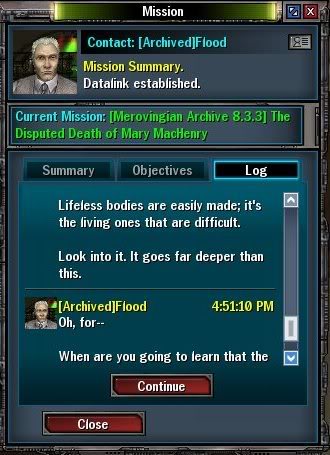 Mission
Contact: [Archived]Flood
Mission Summary.
Datalink established.
Current Mission: [Merovingian Archive 8.3.3] The
Disputed Death of Mary MacHenry
Summary
Objectives
Log
Lifeless bodies are easily made; it's
the living ones that are difficult.
Look into it. It goes far deeper than
this.
[Archived]Flood
4:51:10 PM
Oh, for--
When are you going to learn that the
Continue
Close